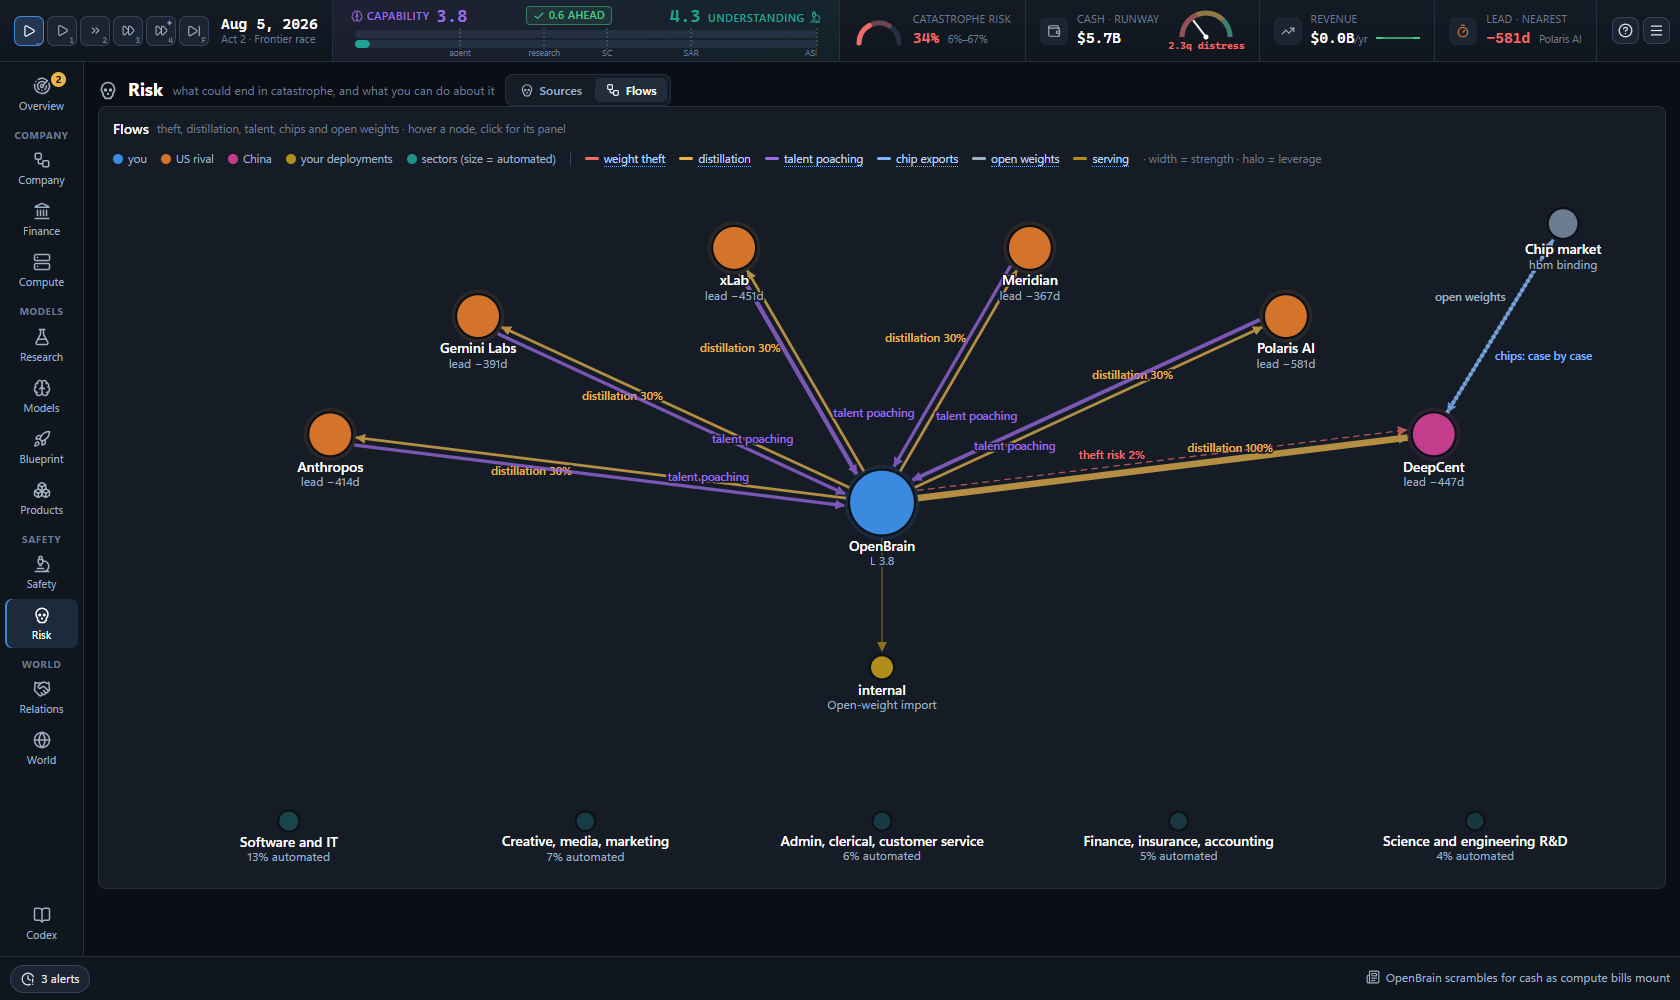 Aug 5, 2026
Act 2 · Frontier race
1
2
3
4
F
CAPABILITY 3.8
0.6 AHEAD
4.3 UNDERSTANDING
agent
research
SC
SAR
ASI
CATASTROPHE RISK
34% 6%–67%
CASH · RUNWAY
$5.7B
2.3q distress
REVENUE
$0.0B/yr
LEAD · NEAREST
−581d Polaris AI
2
Overview
COMPANY
Company
Finance
Compute
MODELS
Research
Models
Blueprint
Products
SAFETY
Safety
Risk
WORLD
Relations
World
Codex
Risk what could end in catastrophe, and what you can do about it
Sources
Flows
Flows theft, distillation, talent, chips and open weights · hover a node, click for its panel
you
US rival
China
your deployments
sectors (size = automated)
weight theft
distillation
talent poaching
chip exports
open weights
serving
· width = strength · halo = leverage
xLab
lead −451d
Meridian
lead −367d
Chip market
hbm binding
Gemini Labs
lead −391d
Polaris AI
lead −581d
open weights
chips: case by case
distillation 30%
distillation 30%
distillation 30%
distillation 30%
talent poaching
talent poaching
talent poaching
talent poaching
Anthropos
lead −414d
distillation 30%
talent poaching
theft risk 2%
distillation 100%
DeepCent
lead −447d
OpenBrain
L 3.8
internal
Open-weight import
Software and IT
13% automated
Creative, media, marketing
7% automated
Admin, clerical, customer service
6% automated
Finance, insurance, accounting
5% automated
Science and engineering R&D
4% automated
3 alerts
OpenBrain scrambles for cash as compute bills mount